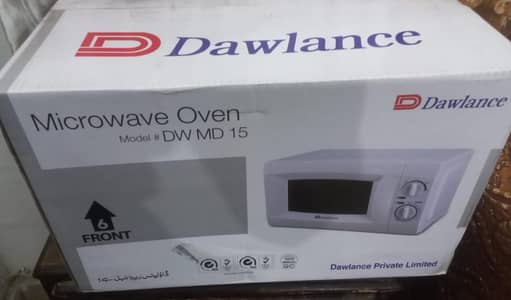 Dawlance
Dawlance
Microwave Oven
Model # DW MD 15
6
FRONT
Dawlance Private Limited